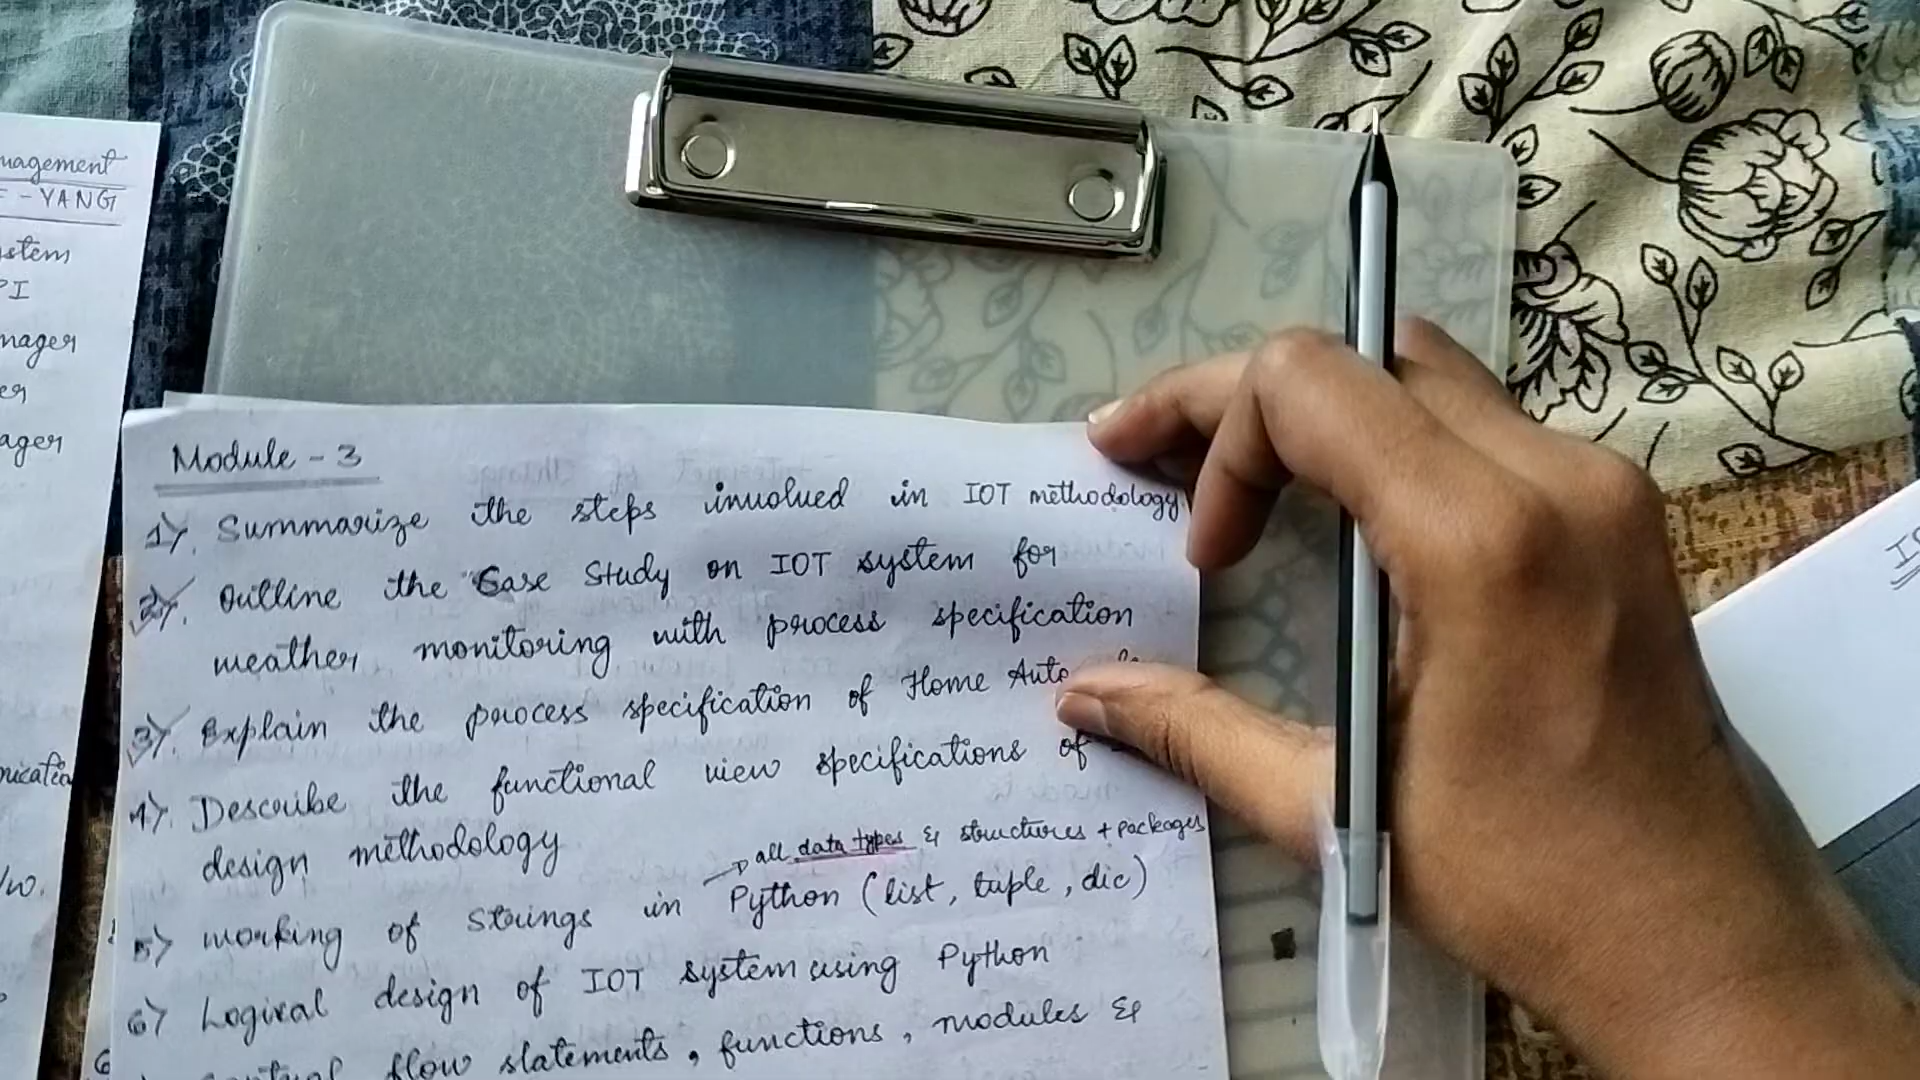 nagement
F - YANG
stem
PI
nager
er
ager
nicatio
/w.
Module - 3
1). Summarize the steps involved in IOT methodology
2). Outline the Case Study on IOT system for
weather monitoring with process specification
3). Explain the process specification of Home Auto
4). Describe the functional view specifications of
design methodology
→ all data types & structures + packages
5) Working of Strings in Python (list, tuple, dic)
6) Logical design of IOT system using Python
flow statements, functions, modules &